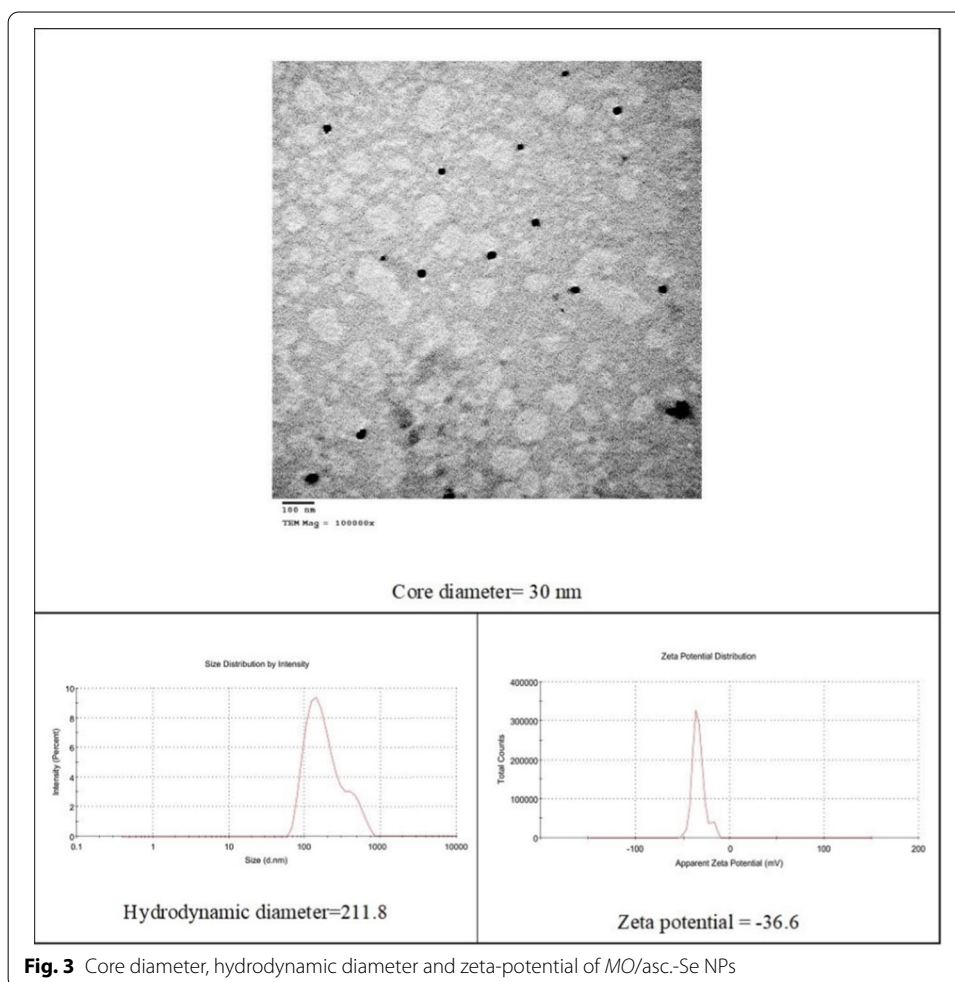 100 nm
TEM Mag = 100000x
Core diameter= 30 nm
Size Distribution by Intensity
Intensity (Percent)
10
8
6
4
2
0
0.1 1 10 100 1000 10000
Size (d.nm)
Hydrodynamic diameter=211.8
Zeta Potential Distribution
Total Counts
400000
300000
200000
100000
0
-100 0 100 200
Apparent Zeta Potential (mV)
Zeta potential = -36.6
Fig. 3 Core diameter, hydrodynamic diameter and zeta-potential of MO/asc.-Se NPs